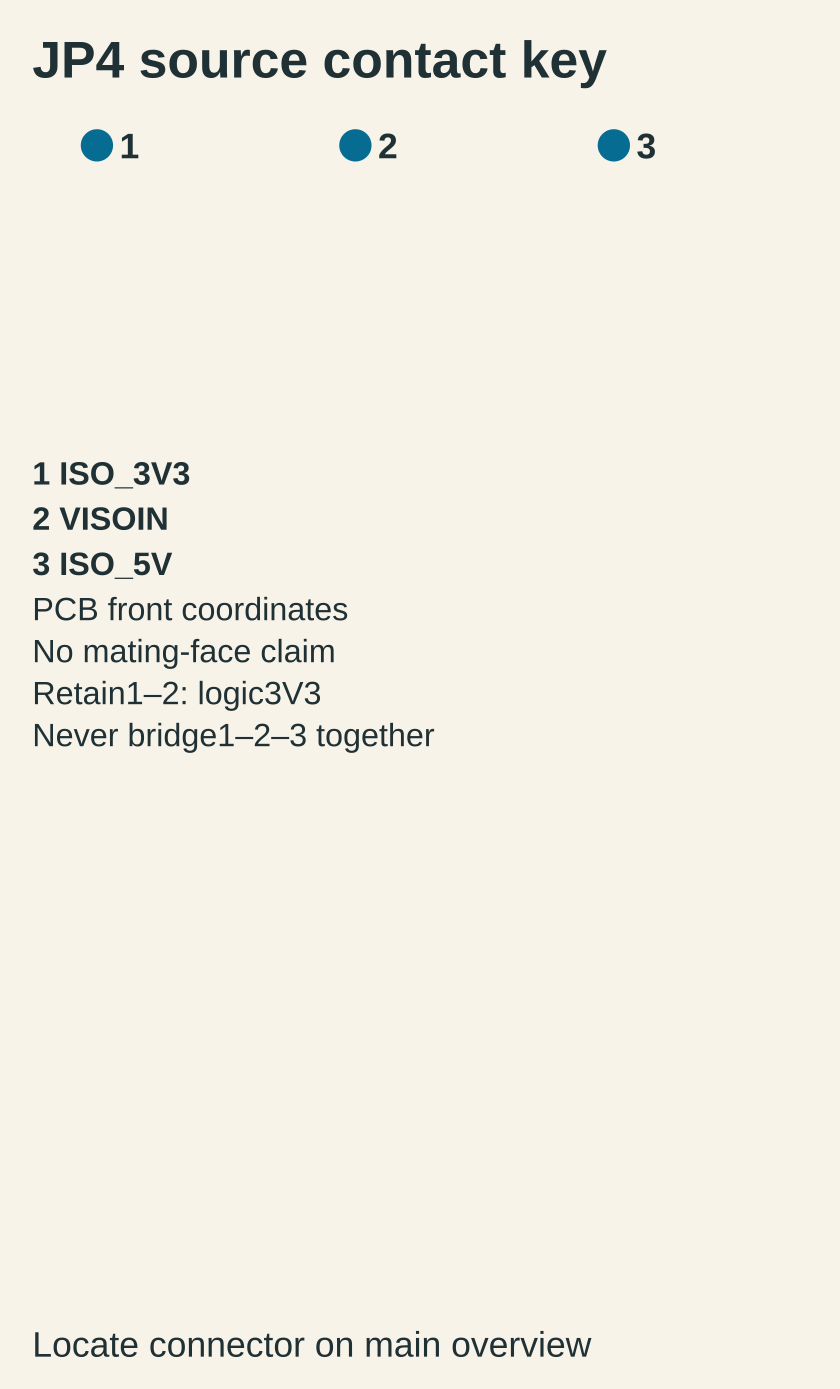 JP4 source contact key
1 2 3
1 ISO_3V3
2 VISOIN
3 ISO_5V
PCB front coordinates
No mating-face claim
Retain1–2: logic3V3
Never bridge1–2–3 together
Locate connector on main overview